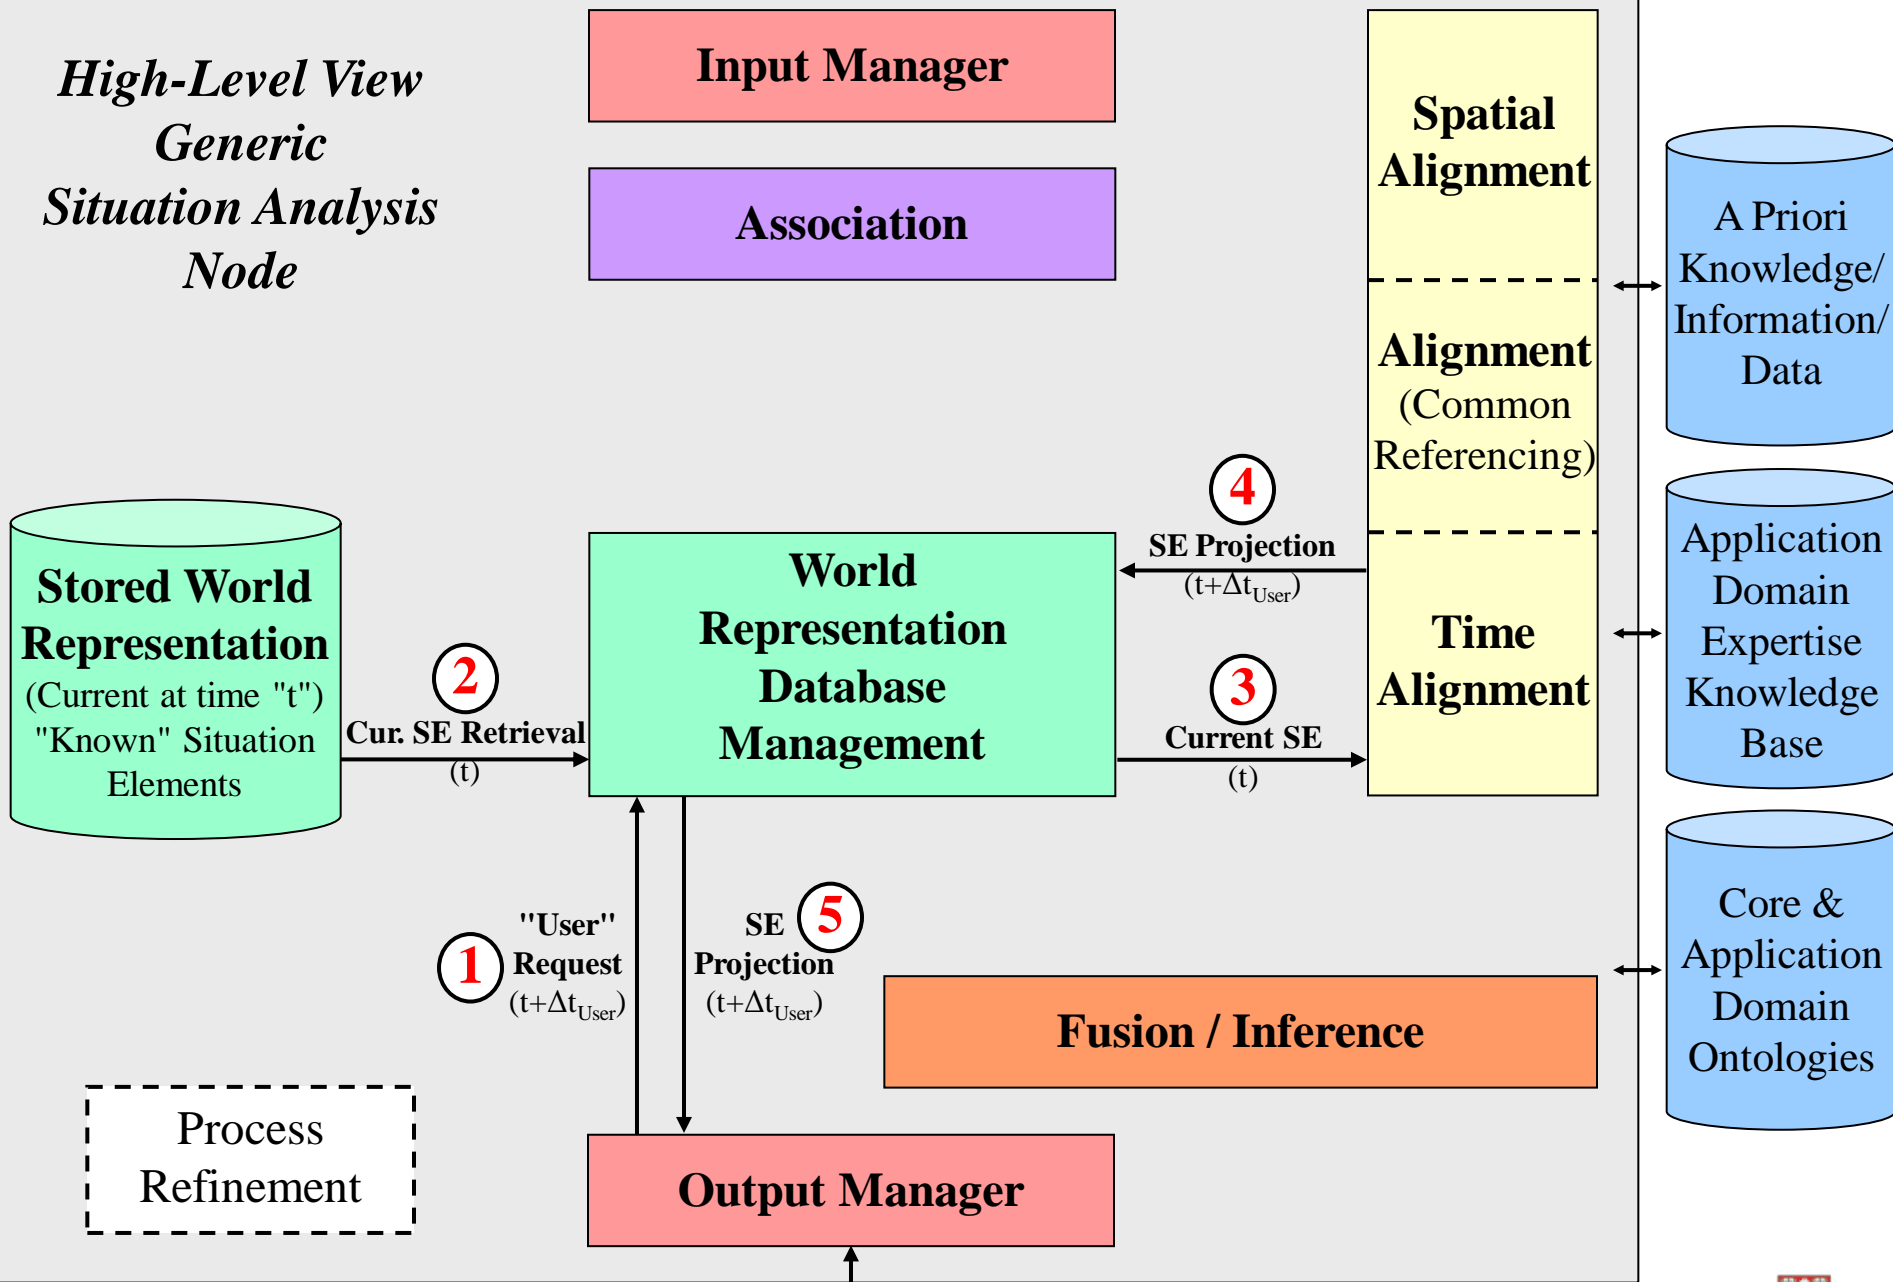 High-Level View
Generic
Situation Analysis
Node
Input Manager
Association
Spatial
Alignment
Alignment
(Common
Referencing)
Time
Alignment
A Priori
Knowledge/
Information/
Data
Application
Domain
Expertise
Knowledge
Base
Core &
Application
Domain
Ontologies
Stored World
Representation
(Current at time "t")
"Known" Situation
Elements
2
Cur. SE Retrieval
(t)
World
Representation
Database
Management
4
SE Projection
(t+Δt_User)
3
Current SE
(t)
1
"User"
Request
(t+Δt_User)
5
SE
Projection
(t+Δt_User)
Fusion / Inference
Process
Refinement
Output Manager